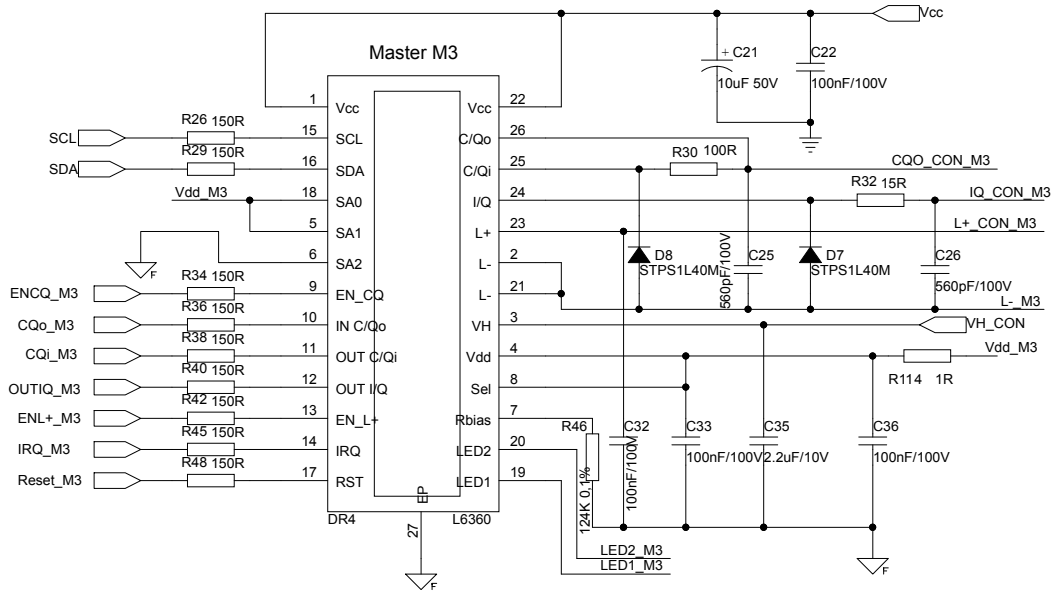 Vcc
Master M3
+ C21
10uF 50V
C22
100nF/100V
1 Vcc
Vcc 22
SCL R26 150R 15 SCL
C/Qo 26
SDA R29 150R 16 SDA
C/Qi 25 R30 100R CQO_CON_M3
Vdd_M3 18 SA0
I/Q 24 R32 15R IQ_CON_M3
5 SA1
L+ 23 L+_CON_M3
6 SA2
L- 2
D8
STPS1L40M
C25
560pF/100V
D7
STPS1L40M
C26
560pF/100V
F
ENCQ_M3 R34 150R 9 EN_CQ
L- 21 L-_M3
CQo_M3 R36 150R 10 IN C/Qo
VH 3 VH_CON
CQi_M3 R38 150R 11 OUT C/Qi
Vdd 4 Vdd_M3
R114 1R
OUTIQ_M3 R40 150R 12 OUT I/Q
Sel 8
ENL+_M3 R42 150R 13 EN_L+
Rbias 7 R46
124K 0,1%
C32
100nF/100V
C33
100nF/100V
C35
2.2uF/10V
C36
100nF/100V
IRQ_M3 R45 150R 14 IRQ
LED2 20
Reset_M3 R48 150R 17 RST
LED1 19
EP
DR4 L6360
27
LED2_M3
LED1_M3
F
F